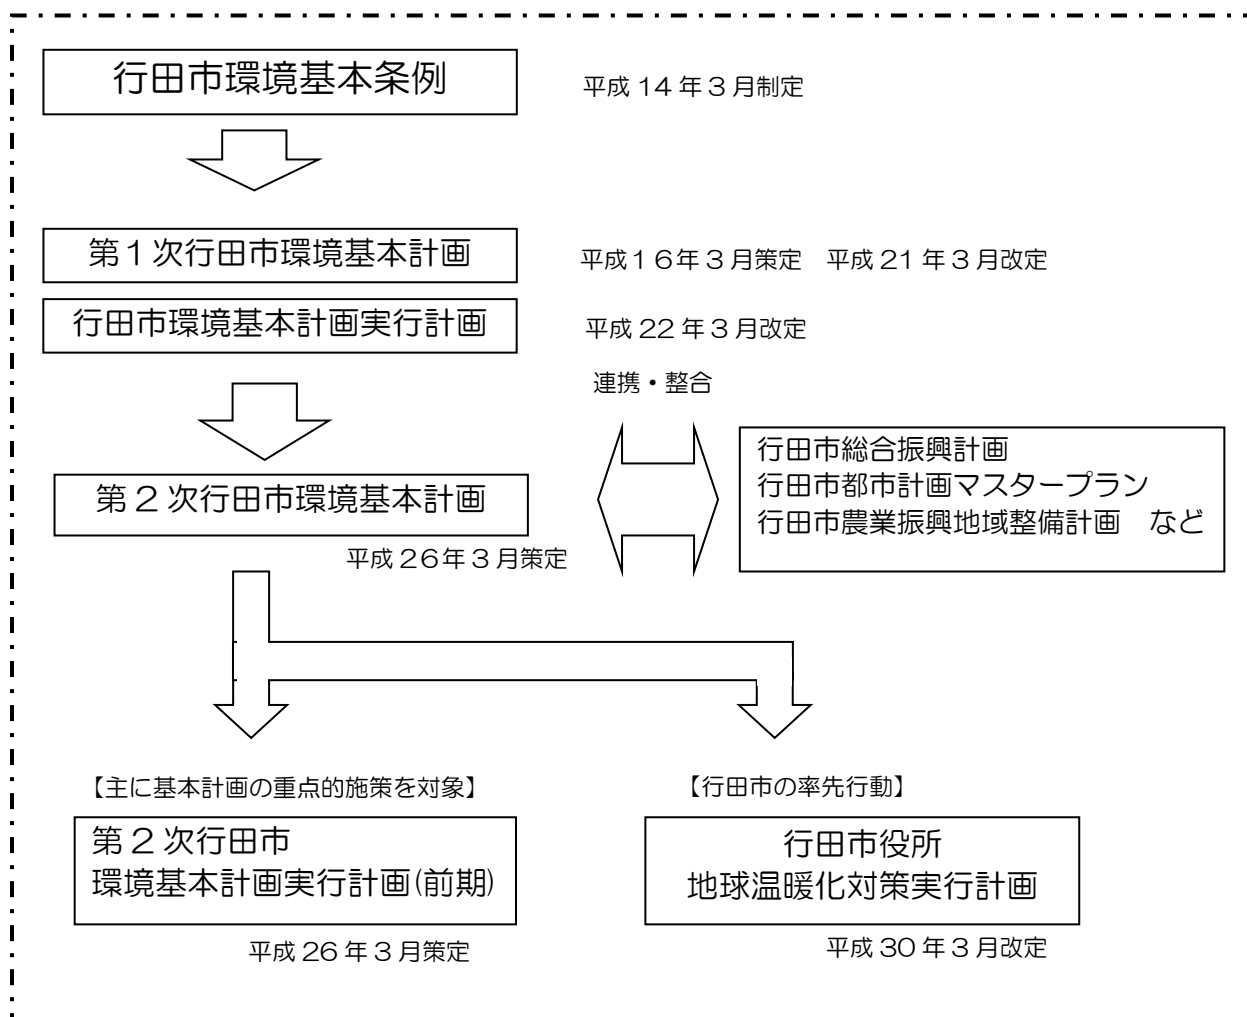 行田市環境基本条例
平成14年3月制定
第1次行田市環境基本計画
平成16年3月策定　平成21年3月改定
行田市環境基本計画実行計画
平成22年3月改定
連携・整合
行田市総合振興計画
行田市都市計画マスタープラン
行田市農業振興地域整備計画　など
第2次行田市環境基本計画
平成26年3月策定
【主に基本計画の重点的施策を対象】
第2次行田市
環境基本計画実行計画(前期)
平成26年3月策定
【行田市の率先行動】
行田市役所
地球温暖化対策実行計画
平成30年3月改定